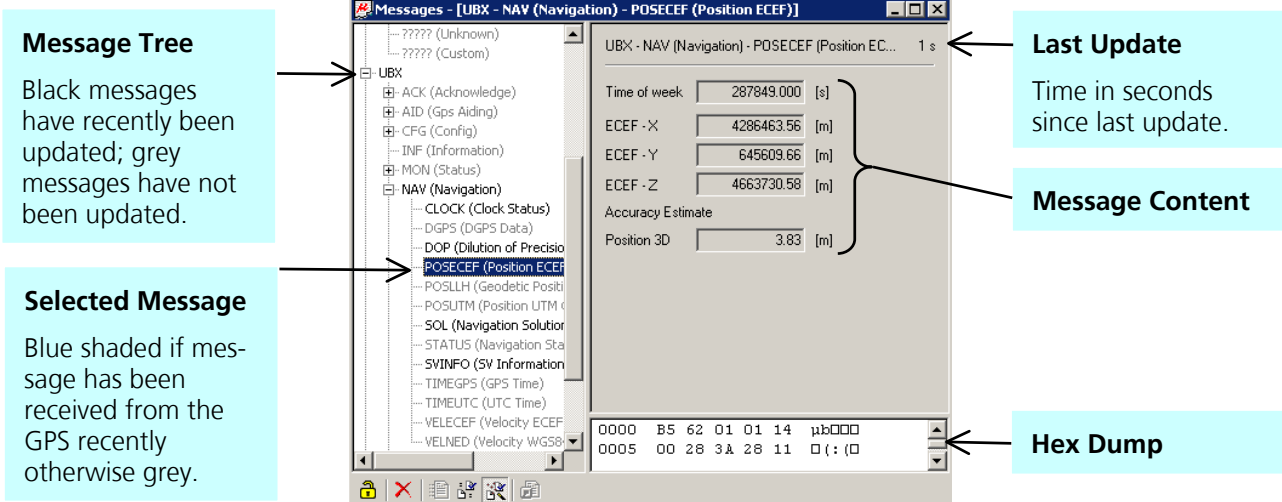 Message Tree
Black messages
have recently been
updated; grey
messages have not
been updated.
Selected Message
Blue shaded if mes-
sage has been
received from the
GPS recently
otherwise grey.
Messages - [UBX - NAV (Navigation) - POSECEF (Position ECEF)]
????? (Unknown)
????? (Custom)
UBX
ACK (Acknowledge)
AID (Gps Aiding)
CFG (Config)
INF (Information)
MON (Status)
NAV (Navigation)
CLOCK (Clock Status)
DGPS (DGPS Data)
DOP (Dilution of Precisio
POSECEF (Position ECEF
POSLLH (Geodetic Positi
POSUTM (Position UTM
SOL (Navigation Solution
STATUS (Navigation Sta
SVINFO (SV Information
TIMEGPS (GPS Time)
TIMEUTC (UTC Time)
VELECEF (Velocity ECEF
VELNED (Velocity WGS8
UBX - NAV (Navigation) - POSECEF (Position EC... 1 s
Time of week 287849.000 [s]
ECEF - X 4286463.56 [m]
ECEF - Y 645609.66 [m]
ECEF - Z 4663730.58 [m]
Accuracy Estimate
Position 3D 3.83 [m]
0000 B5 62 01 01 14 µb□□□
0005 00 28 3A 28 11 □(:(□
Last Update
Time in seconds
since last update.
Message Content
Hex Dump